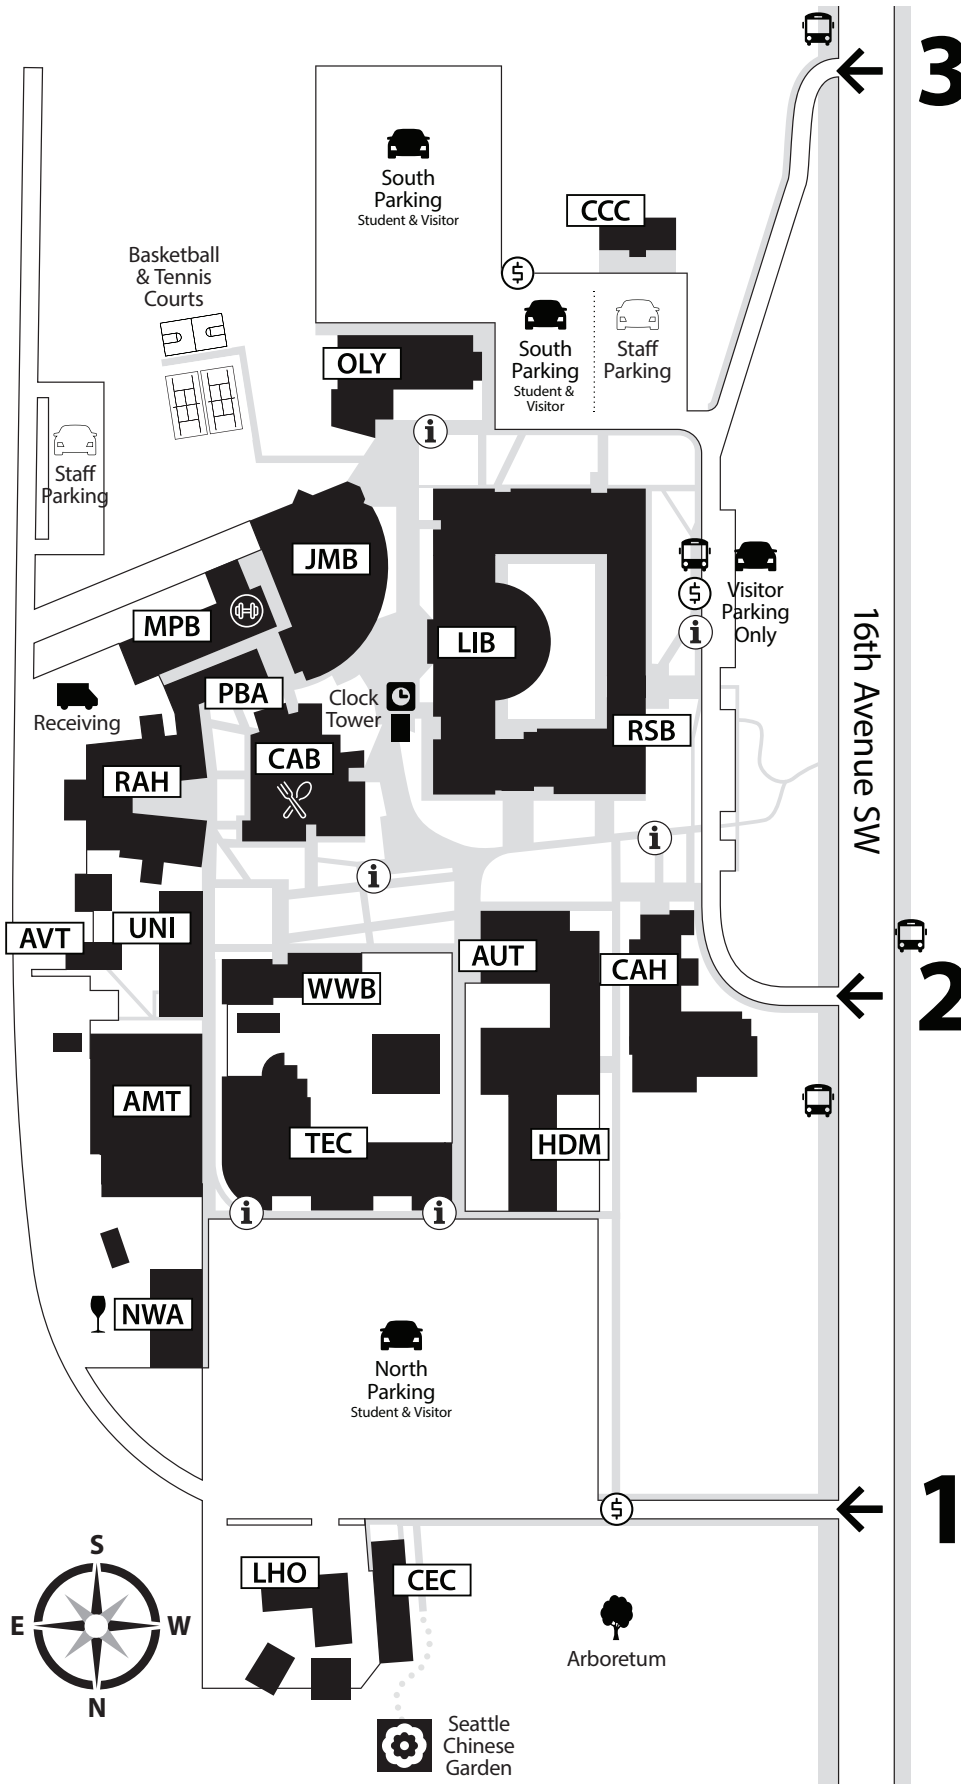 3
South
Parking
Student & Visitor
CCC
$
Basketball
& Tennis
Courts
South
Parking
Student &
Visitor
Staff
Parking
OLY
i
Staff
Parking
JMB
MPB
LIB
$
Visitor
Parking
Only
i
16th Avenue SW
PBA
Clock
Tower
Receiving
RSB
CAB
RAH
i
i
UNI
AVT
AUT
CAH
WWB
2
AMT
TEC
HDM
i
i
NWA
North
Parking
Student & Visitor
$
1
S
E
W
N
LHO
CEC
Arboretum
Seattle
Chinese
Garden